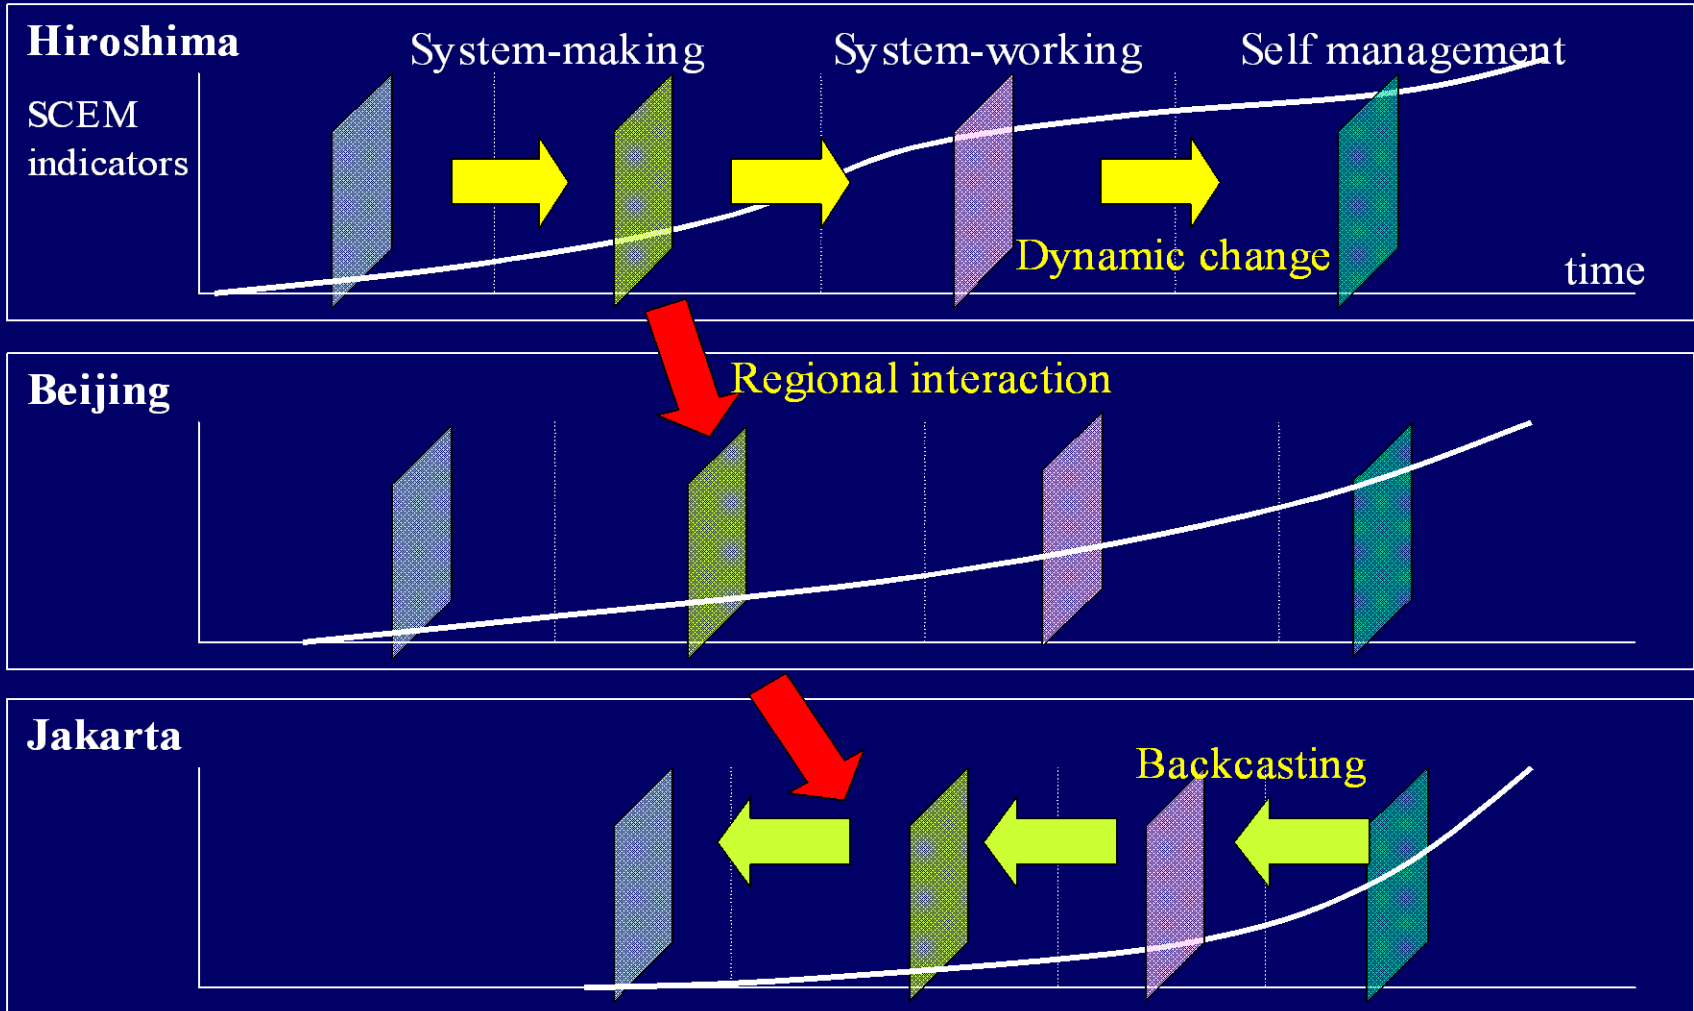 Hiroshima
System-making
System-working
Self management
SCEM
indicators
Dynamic change
time
Regional interaction
Beijing
Jakarta
Backcasting